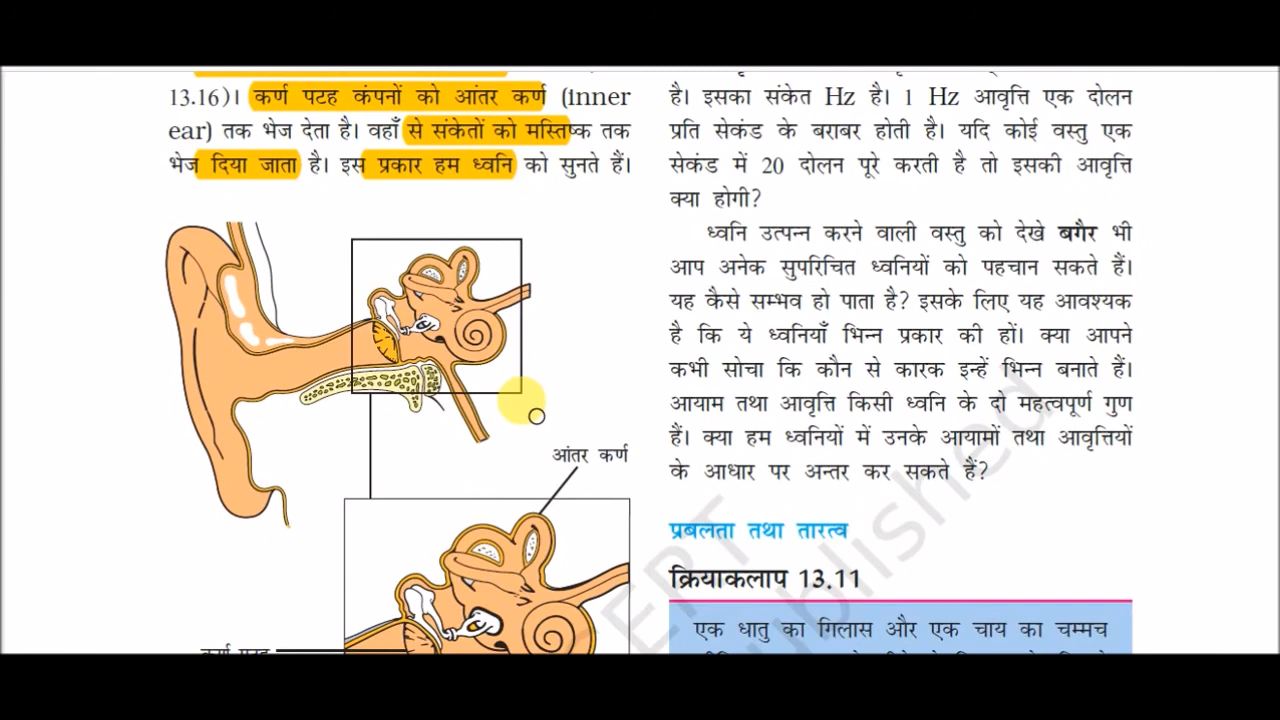 13.16)। कर्ण पटह कंपनों को आंतर कर्ण (inner
ear) तक भेज देता है। वहाँ से संकेतों को मस्तिष्क तक
भेज दिया जाता है। इस प्रकार हम ध्वनि को सुनते हैं।
आंतर कर्ण
कर्ण पटह
है। इसका संकेत Hz है। 1 Hz आवृत्ति एक दोलन
प्रति सेकंड के बराबर होती है। यदि कोई वस्तु एक
सेकंड में 20 दोलन पूरे करती है तो इसकी आवृत्ति
क्या होगी?
ध्वनि उत्पन्न करने वाली वस्तु को देखे बगैर भी
आप अनेक सुपरिचित ध्वनियों को पहचान सकते हैं।
यह कैसे सम्भव हो पाता है? इसके लिए यह आवश्यक
है कि ये ध्वनियाँ भिन्न प्रकार की हों। क्या आपने
कभी सोचा कि कौन से कारक इन्हें भिन्न बनाते हैं।
आयाम तथा आवृत्ति किसी ध्वनि के दो महत्वपूर्ण गुण
हैं। क्या हम ध्वनियों में उनके आयामों तथा आवृत्तियों
के आधार पर अन्तर कर सकते हैं?
प्रबलता तथा तारत्व
क्रियाकलाप 13.11
एक धातु का गिलास और एक चाय का चम्मच